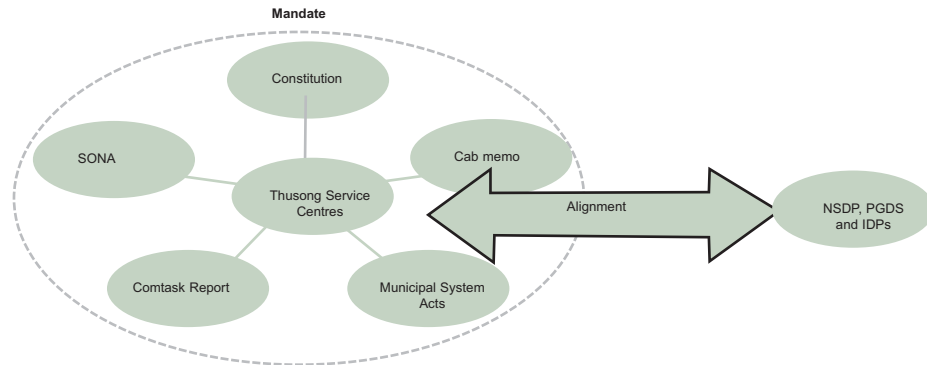 Mandate
Constitution
SONA
Cab memo
Thusong Service
Centres
Alignment
NSDP, PGDS
and IDPs
Comtask Report
Municipal System
Acts